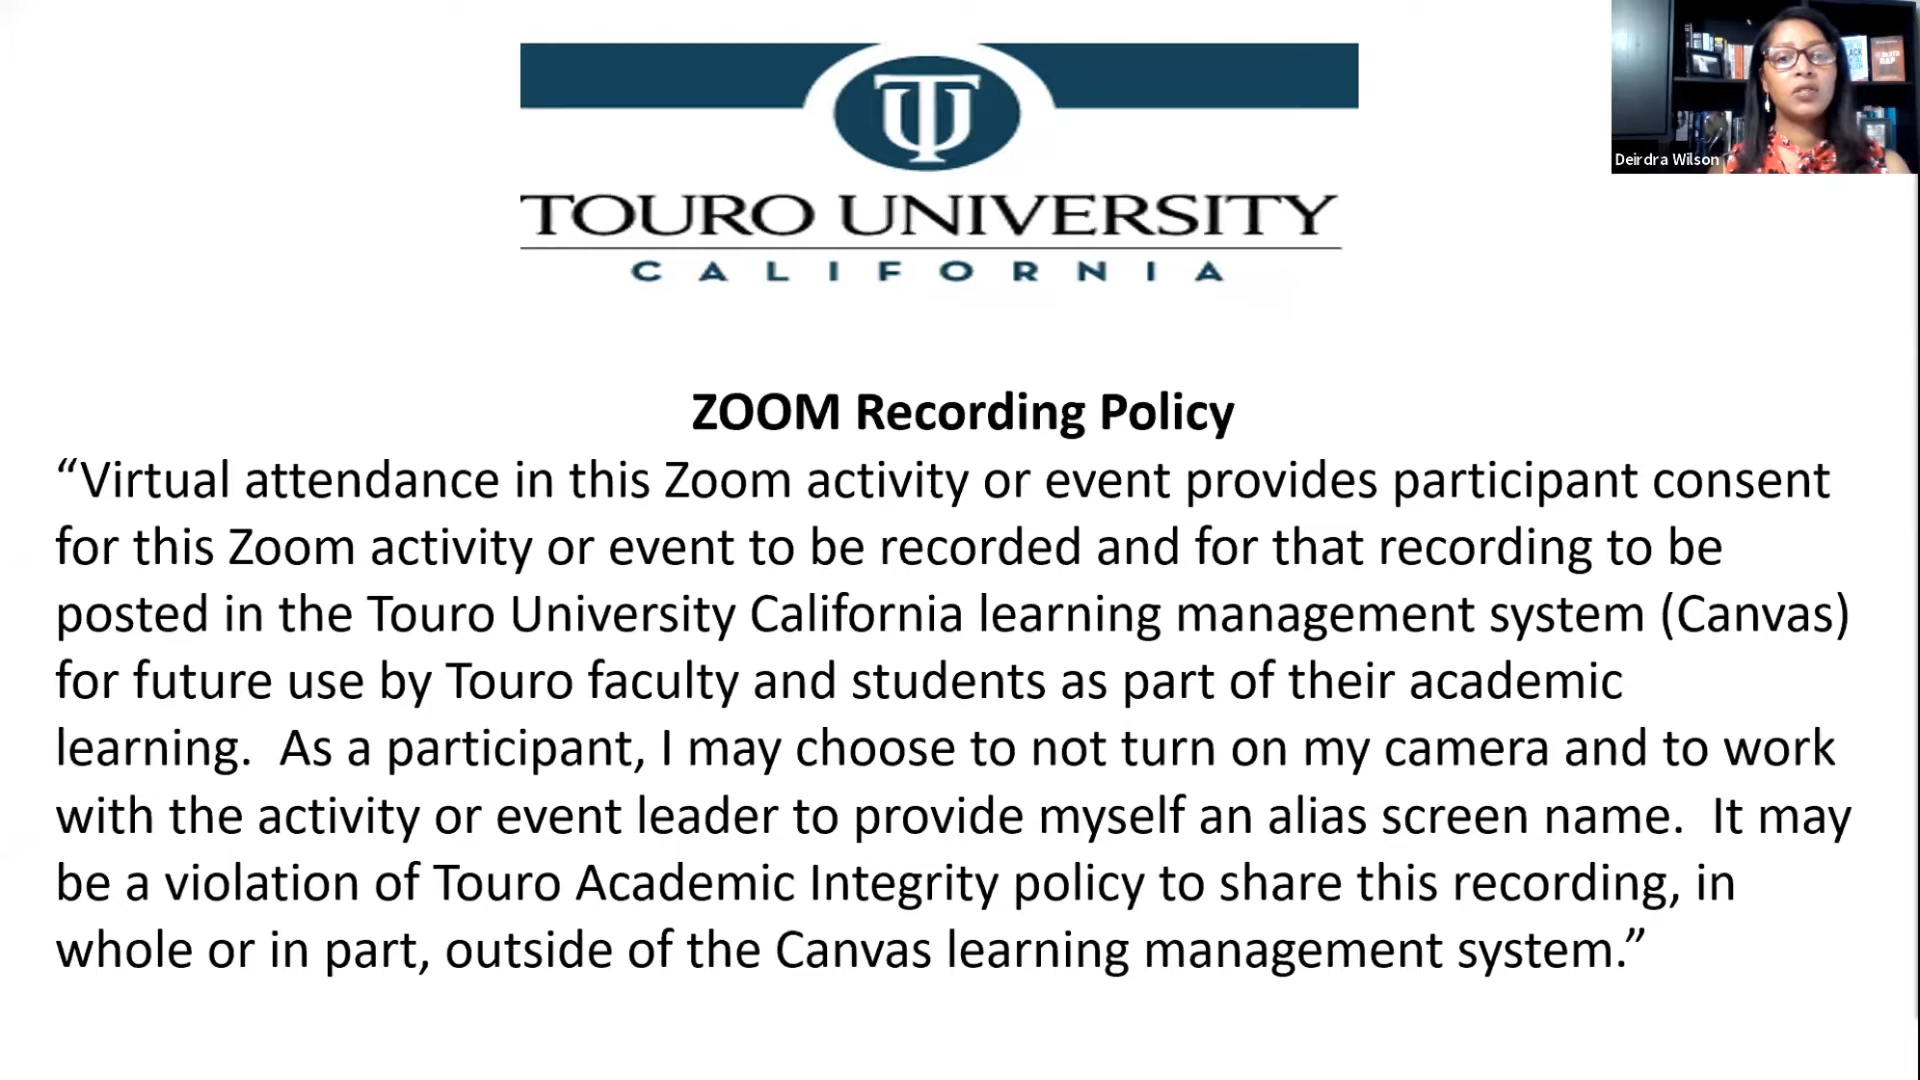 TU
TOURO UNIVERSITY
CALIFORNIA
Deirdra Wilson
ZOOM Recording Policy
“Virtual attendance in this Zoom activity or event provides participant consent
for this Zoom activity or event to be recorded and for that recording to be
posted in the Touro University California learning management system (Canvas)
for future use by Touro faculty and students as part of their academic
learning.  As a participant, I may choose to not turn on my camera and to work
with the activity or event leader to provide myself an alias screen name.  It may
be a violation of Touro Academic Integrity policy to share this recording, in
whole or in part, outside of the Canvas learning management system.”